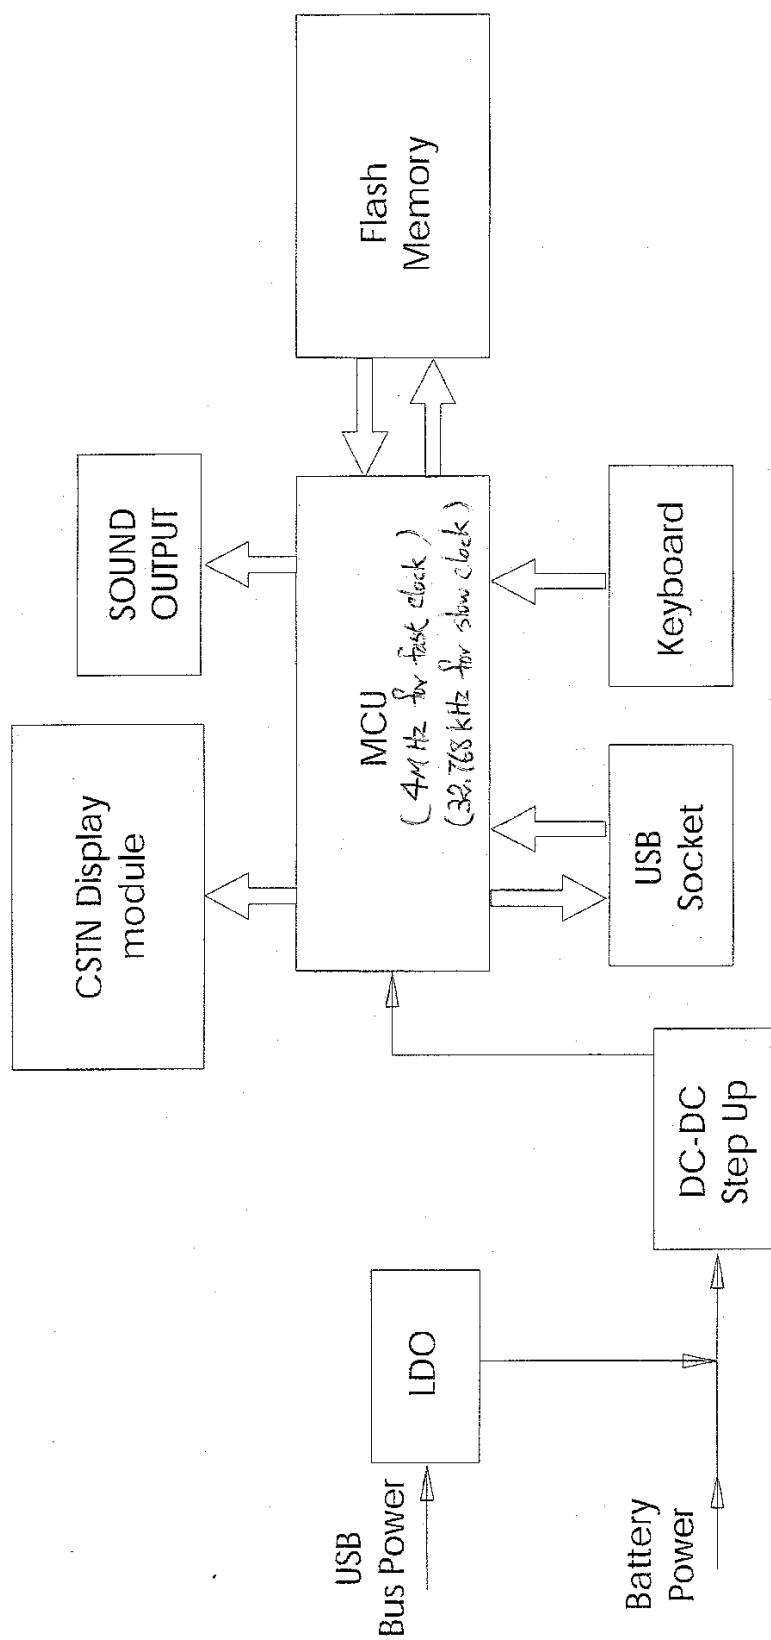 CSTN Display
module
SOUND
OUTPUT
Flash
Memory
MCU
(4MHz for fast clock)
(32.768kHz for slow clock)
USB
Bus Power
LDO
Battery
Power
DC-DC
Step Up
USB
Socket
Keyboard